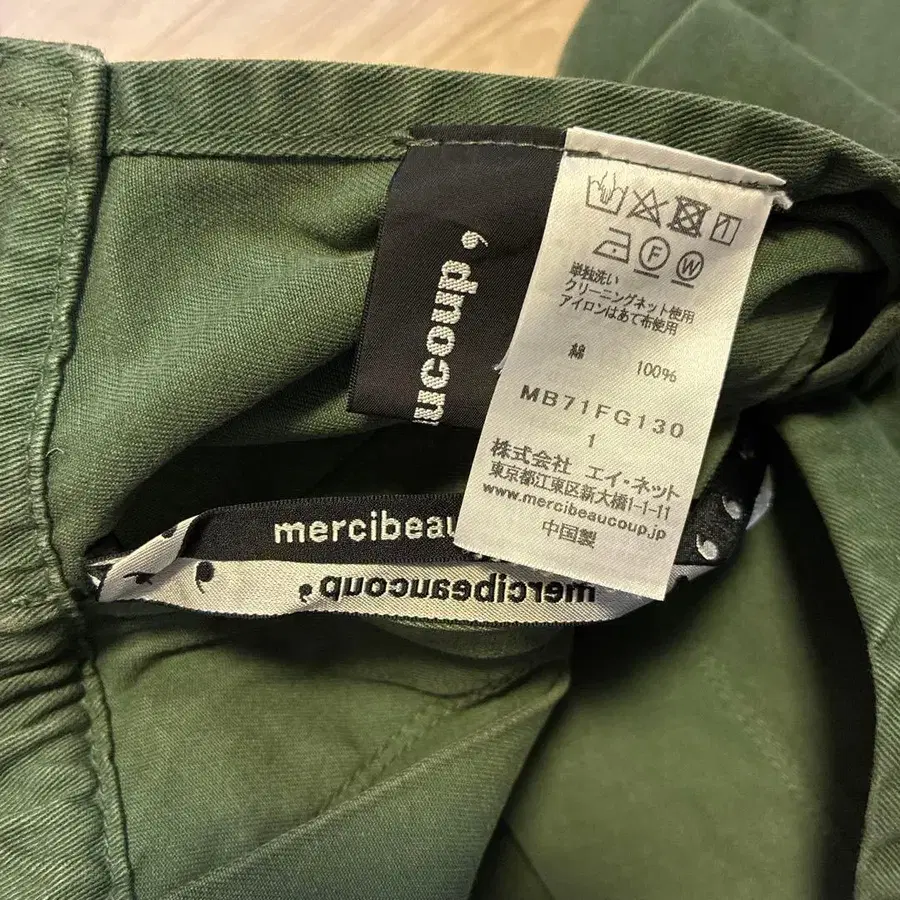 ucoup,
F W
単独洗い
クリーニングネット使用
アイロンはあて布使用
綿 100%
MB71FG130
1
株式会社 エイ・ネット
東京都江東区新大橋1-1-11
www.mercibeaucoup.jp
中国製
mercibeau
mercibeaucoup,